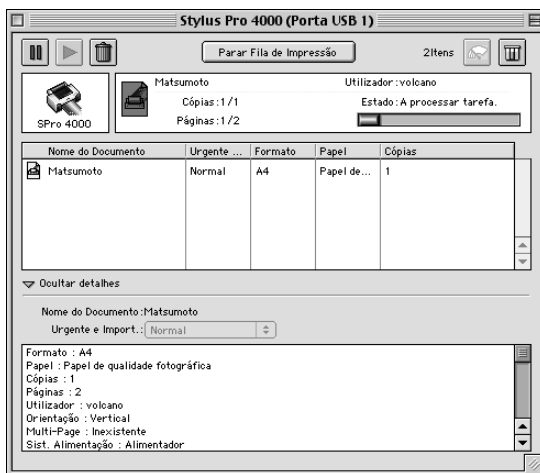 Stylus Pro 4000 (Porta USB 1)
Parar Fila de Impressão
2Itens
SPro 4000
Matsumoto
Utilizador :volcano
Cópias:1/1
Estado:A processar tarefa.
Páginas:1/2
Nome do Documento Urgente ... Formato Papel Cópias
Matsumoto Normal A4 Papel de... 1
Ocultar detalhes
Nome do Documento :Matsumoto
Urgente e Import.: Normal
Formato : A4
Papel : Papel de qualidade fotográfica
Cópias : 1
Páginas : 2
Utilizador : volcano
Orientação : Vertical
Multi-Page : Inexistente
Sist. Alimentação : Alimentador